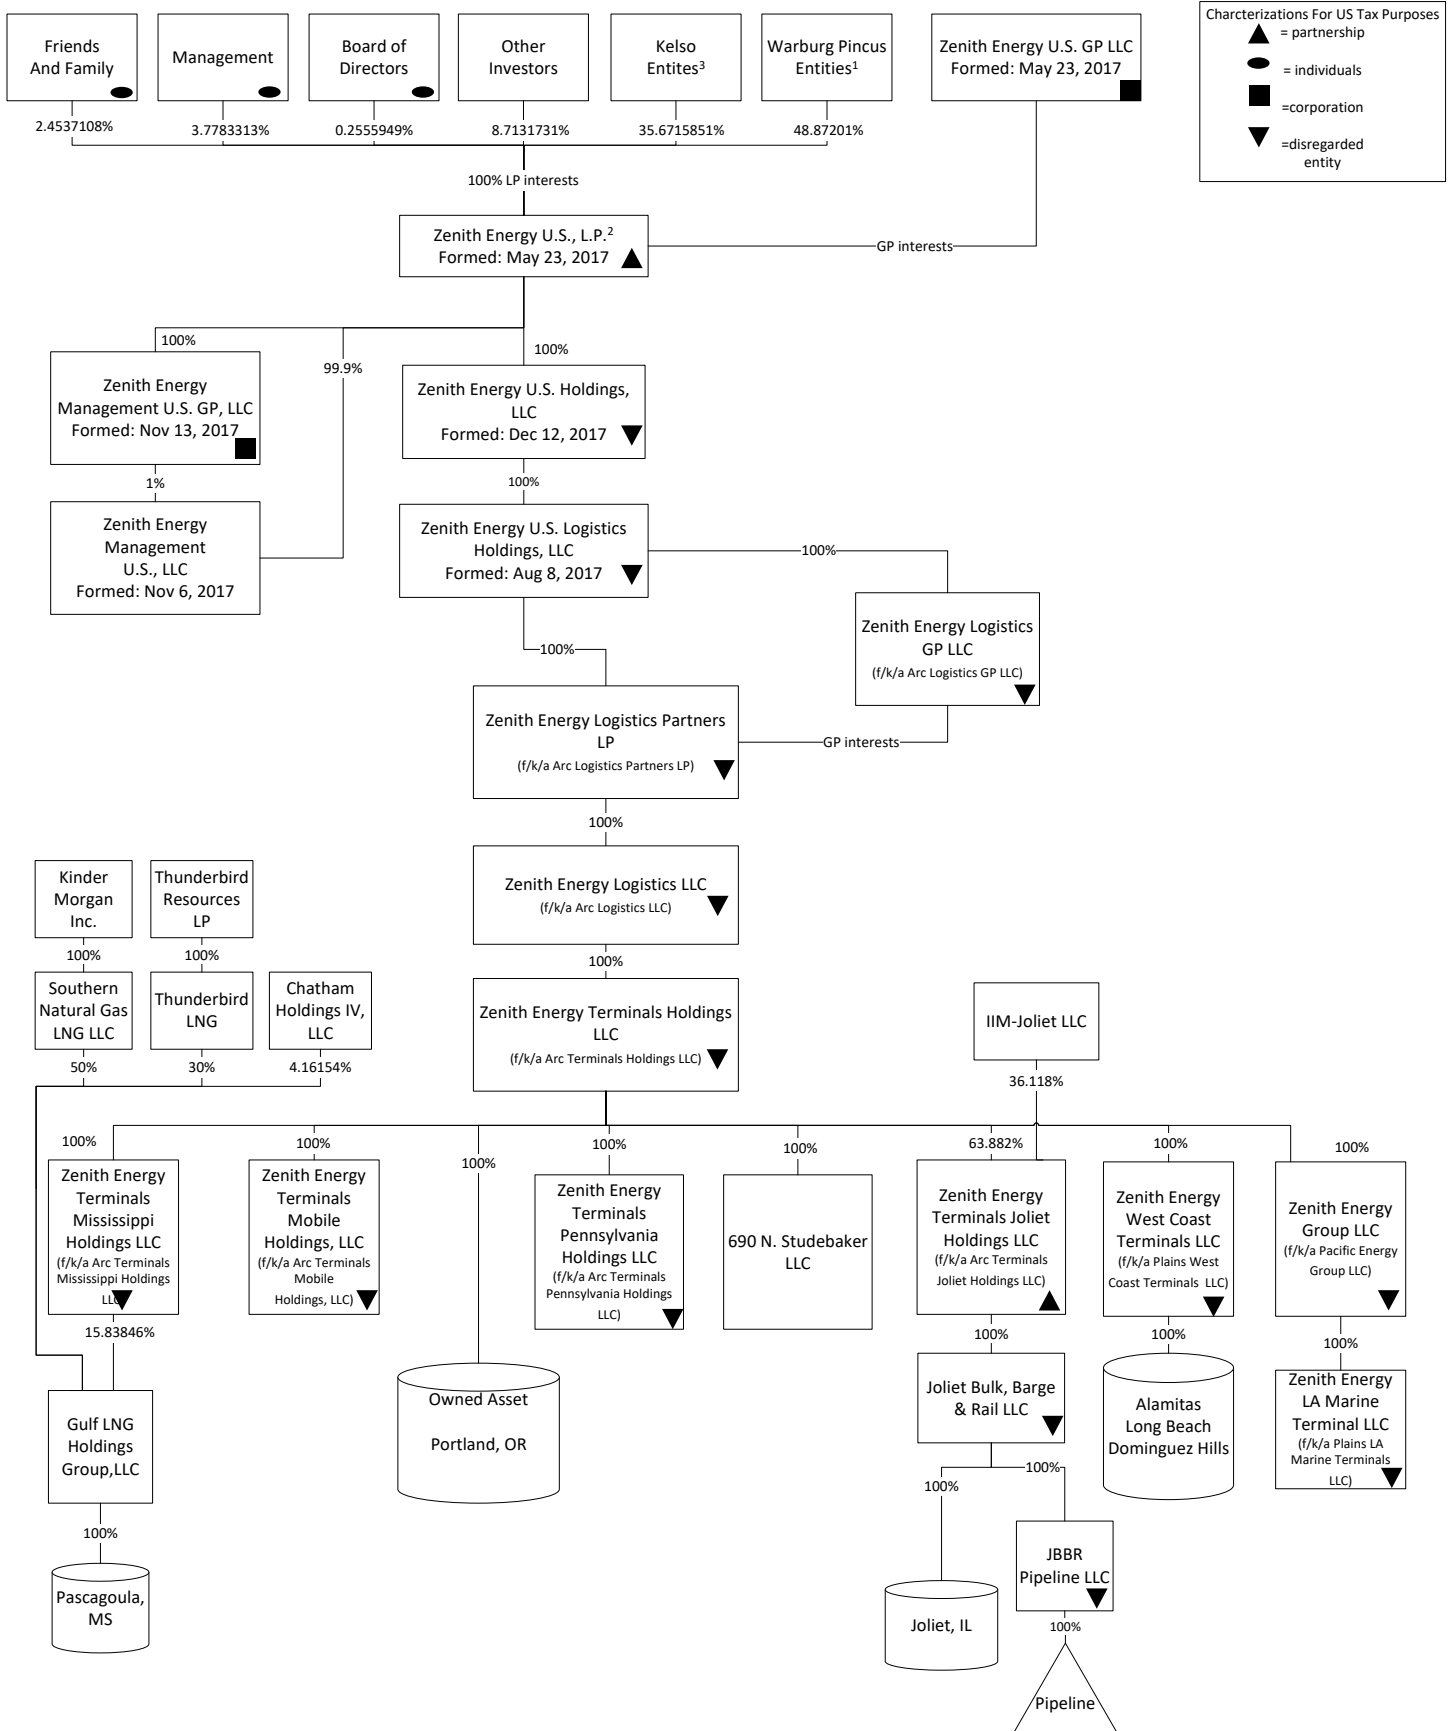 Charcterizations For US Tax Purposes
= partnership
= individuals
=corporation
=disregarded
entity
Friends
And Family
Management
Board of
Directors
Other
Investors
Kelso
Entites3
Warburg Pincus
Entities1
Zenith Energy U.S. GP LLC
Formed: May 23, 2017
2.4537108%
3.7783313%
0.2555949%
8.7131731%
35.6715851%
48.87201%
100% LP interests
Zenith Energy U.S., L.P.2
Formed: May 23, 2017
GP interests
100%
99.9%
100%
Zenith Energy
Management U.S. GP, LLC
Formed: Nov 13, 2017
Zenith Energy U.S. Holdings,
LLC
Formed: Dec 12, 2017
1%
100%
Zenith Energy
Management
U.S., LLC
Formed: Nov 6, 2017
Zenith Energy U.S. Logistics
Holdings, LLC
Formed: Aug 8, 2017
100%
Zenith Energy Logistics
GP LLC
(f/k/a Arc Logistics GP LLC)
100%
Zenith Energy Logistics Partners
LP
(f/k/a Arc Logistics Partners LP)
GP interests
100%
Zenith Energy Logistics LLC
(f/k/a Arc Logistics LLC)
100%
Zenith Energy Terminals Holdings
LLC
(f/k/a Arc Terminals Holdings LLC)
Kinder
Morgan
Inc.
Thunderbird
Resources
LP
100%
100%
Southern
Natural Gas
LNG LLC
Thunderbird
LNG
Chatham
Holdings IV,
LLC
50%
30%
4.16154%
IIM-Joliet LLC
36.118%
100%
100%
100%
100%
100%
63.882%
100%
100%
Zenith Energy
Terminals
Mississippi
Holdings LLC
(f/k/a Arc Terminals
Mississippi Holdings
LLC)
Zenith Energy
Terminals
Mobile
Holdings, LLC
(f/k/a Arc Terminals
Mobile
Holdings, LLC)
Zenith Energy
Terminals
Pennsylvania
Holdings LLC
(f/k/a Arc Terminals
Pennsylvania Holdings
LLC)
690 N. Studebaker
LLC
Zenith Energy
Terminals Joliet
Holdings LLC
(f/k/a Arc Terminals
Joliet Holdings LLC)
Zenith Energy
West Coast
Terminals LLC
(f/k/a Plains West
Coast Terminals LLC)
Zenith Energy
Group LLC
(f/k/a Pacific Energy
Group LLC)
15.83846%
100%
100%
100%
Gulf LNG
Holdings
Group,LLC
Owned Asset
Portland, OR
Joliet Bulk, Barge
& Rail LLC
Alamitas
Long Beach
Dominguez Hills
Zenith Energy
LA Marine
Terminal LLC
(f/k/a Plains LA
Marine Terminals
LLC)
100%
100%
100%
Pascagoula,
MS
Joliet, IL
JBBR
Pipeline LLC
100%
Pipeline